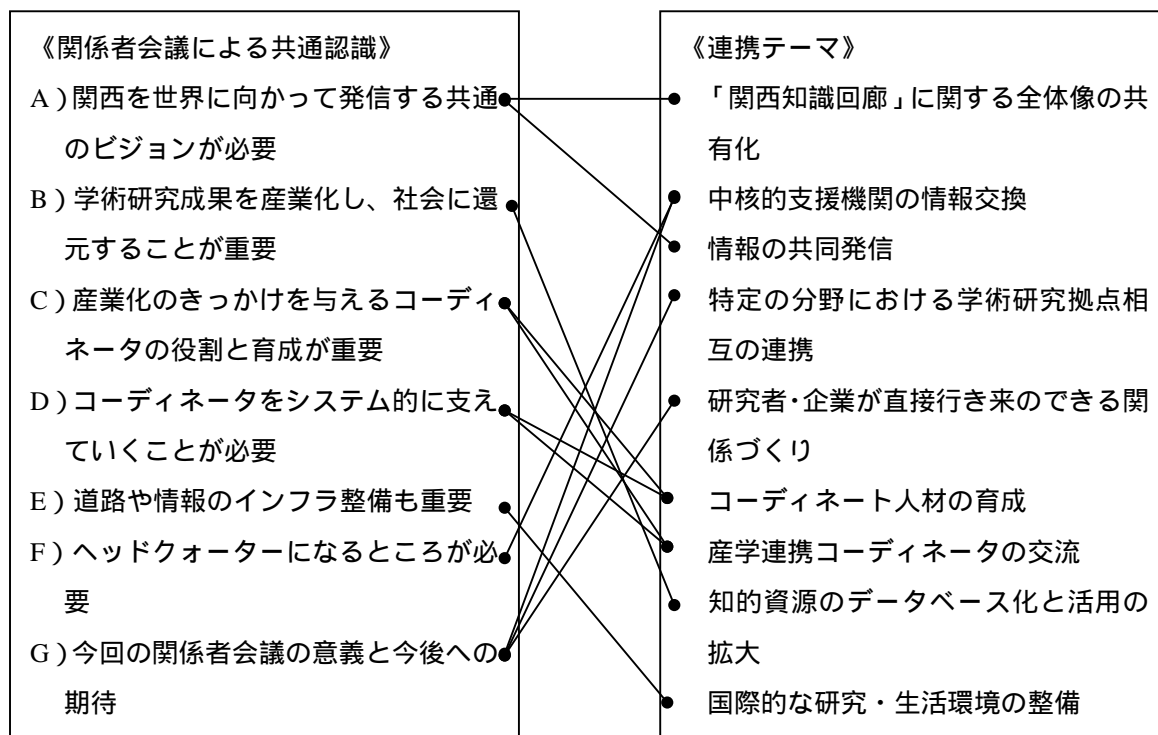 《関係者会議による共通認識》
A）関西を世界に向かって発信する共通
のビジョンが必要
B）学術研究成果を産業化し、社会に還
元することが重要
C）産業化のきっかけを与えるコーディ
ネータの役割と育成が重要
D）コーディネータをシステム的に支え
ていくことが必要
E）道路や情報のインフラ整備も重要
F）ヘッドクォーターになるところが必
要
G）今回の関係者会議の意義と今後への
期待
《連携テーマ》
「関西知識回廊」に関する全体像の共
有化
中核的支援機関の情報交換
情報の共同発信
特定の分野における学術研究拠点相
互の連携
研究者・企業が直接行き来のできる関
係づくり
コーディネート人材の育成
産学連携コーディネータの交流
知的資源のデータベース化と活用の
拡大
国際的な研究・生活環境の整備